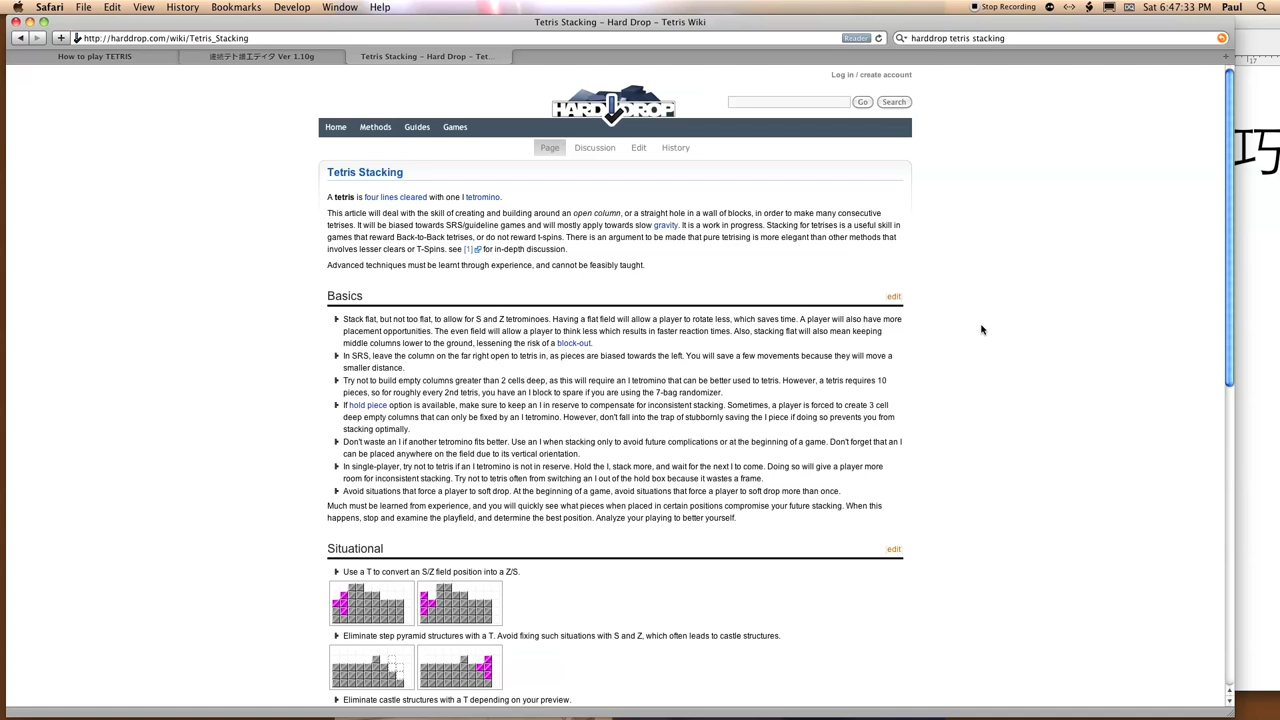 Safari File Edit View History Bookmarks Develop Window Help Stop Recording Sat 6:47:33 PM Paul
Tetris Stacking – Hard Drop – Tetris Wiki
http://harddrop.com/wiki/Tetris_Stacking Reader harddrop tetris stacking
How to play TETRIS 連続テト譜エディタ Ver 1.10g Tetris Stacking – Hard Drop – Tet...
17
Log in / create account
HARD DROP
Go Search
Home Methods Guides Games
Page Discussion Edit History
巧
Tetris Stacking
A tetris is four lines cleared with one I tetromino.
This article will deal with the skill of creating and building around an open column, or a straight hole in a wall of blocks, in order to make many consecutive
tetrises. It will be biased towards SRS/guideline games and will mostly apply towards slow gravity. It is a work in progress. Stacking for tetrises is a useful skill in
games that reward Back-to-Back tetrises, or do not reward t-spins. There is an argument to be made that pure tetrising is more elegant than other methods that
involves lesser clears or T-Spins. see [1] for in-depth discussion.
Advanced techniques must be learnt through experience, and cannot be feasibly taught.
Basics edit
Stack flat, but not too flat, to allow for S and Z tetrominoes. Having a flat field will allow a player to rotate less, which saves time. A player will also have more
placement opportunities. The even field will allow a player to think less which results in faster reaction times. Also, stacking flat will also mean keeping
middle columns lower to the ground, lessening the risk of a block-out.
In SRS, leave the column on the far right open to tetris in, as pieces are biased towards the left. You will save a few movements because they will move a
smaller distance.
Try not to build empty columns greater than 2 cells deep, as this will require an I tetromino that can be better used to tetris. However, a tetris requires 10
pieces, so for roughly every 2nd tetris, you have an I block to spare if you are using the 7-bag randomizer.
If hold piece option is available, make sure to keep an I in reserve to compensate for inconsistent stacking. Sometimes, a player is forced to create 3 cell
deep empty columns that can only be fixed by an I tetromino. However, don't fall into the trap of stubbornly saving the I piece if doing so prevents you from
stacking optimally.
Don't waste an I if another tetromino fits better. Use an I when stacking only to avoid future complications or at the beginning of a game. Don't forget that an I
can be placed anywhere on the field due to its vertical orientation.
In single-player, try not to tetris if an I tetromino is not in reserve. Hold the I, stack more, and wait for the next I to come. Doing so will give a player more
room for inconsistent stacking. Try not to tetris often from switching an I out of the hold box because it wastes a frame.
Avoid situations that force a player to soft drop. At the beginning of a game, avoid situations that force a player to soft drop more than once.
Much must be learned from experience, and you will quickly see what pieces when placed in certain positions compromise your future stacking. When this
happens, stop and examine the playfield, and determine the best position. Analyze your playing to better yourself.
Situational edit
Use a T to convert an S/Z field position into a Z/S.
Eliminate step pyramid structures with a T. Avoid fixing such situations with S and Z, which often leads to castle structures.
Eliminate castle structures with a T depending on your preview.